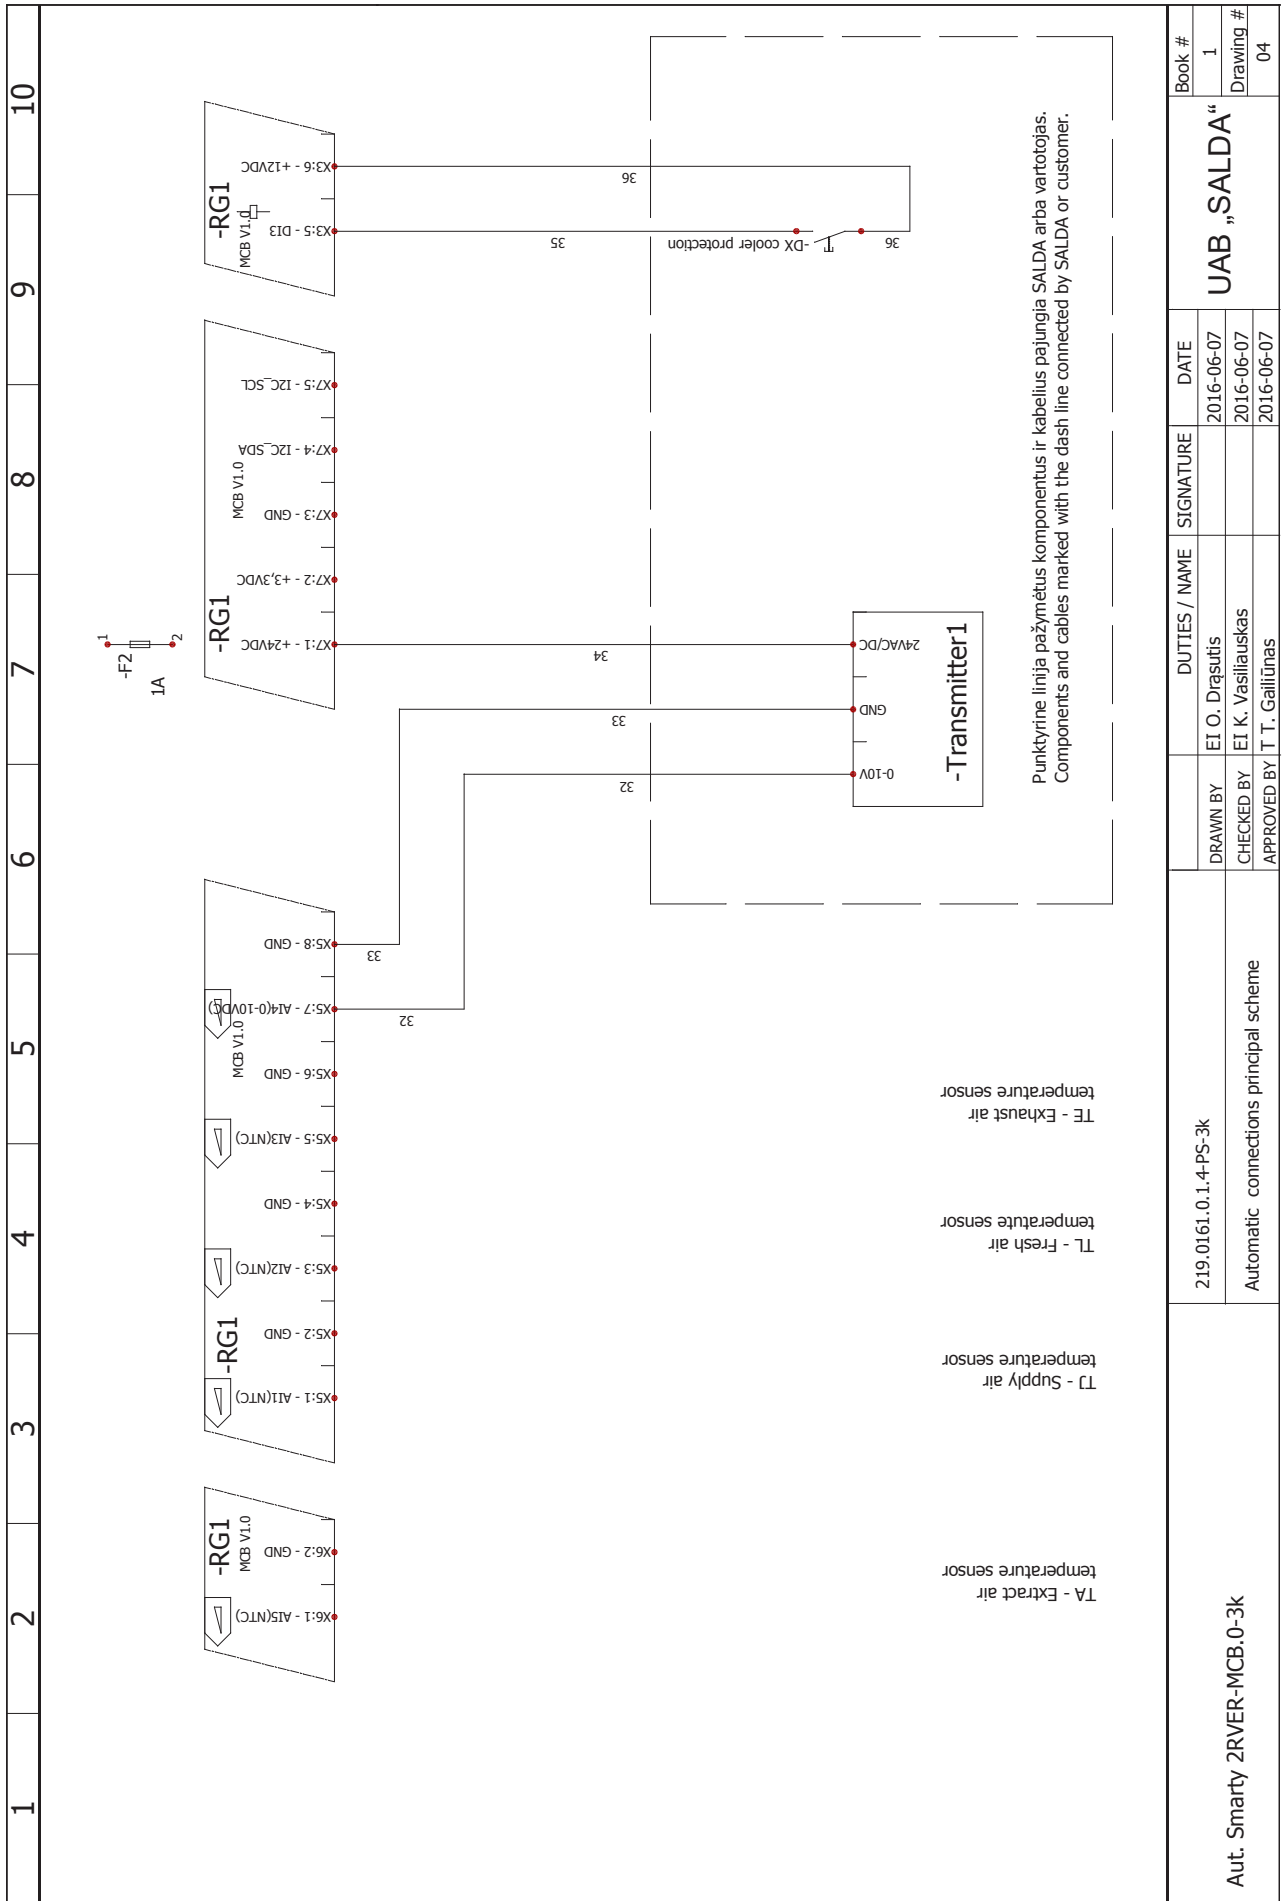 1
2
3
4
5
6
7
8
9
10
-F2
1A
1
2
-RG1
MCB V1.0
X6:1 - AI5(NTC)
X6:2 - GND
-RG1
MCB V1.0
X5:1 - AI1(NTC)
X5:2 - GND
X5:3 - AI2(NTC)
X5:4 - GND
X5:5 - AI3(NTC)
X5:6 - GND
X5:7 - AI4(0-10VDC)
X5:8 - GND
-RG1
MCB V1.0
X7:1 - +24VDC
X7:2 - +3,3VDC
X7:3 - GND
X7:4 - I2C_SDA
X7:5 - I2C_SCL
-RG1
MCB V1.0
X3:5 - DI3
X3:6 - +12VDC
32
33
32
33
34
35
36
-DX cooler protection
36
0-10V
GND
24VAC/DC
-Transmitter1
TA - Extract air
temperature sensor
TJ - Supply air
temperature sensor
TL - Fresh air
temperatute sensor
TE - Exhaust air
temperature sensor
Punktyrine linija pažymėtus komponentus ir kabelius pajungia SALDA arba vartotojas.
Components and cables marked with the dash line connected by SALDA or customer.
Aut. Smarty 2RVER-MCB.0-3k
219.0161.0.1.4-PS-3k
Automatic connections principal scheme
DUTIES / NAME SIGNATURE DATE
DRAWN BY EI O. Drąsutis 2016-06-07
CHECKED BY EI K. Vasiliauskas 2016-06-07
APPROVED BY T T. Gailiūnas 2016-06-07
UAB „SALDA“
Book #
1
Drawing #
04